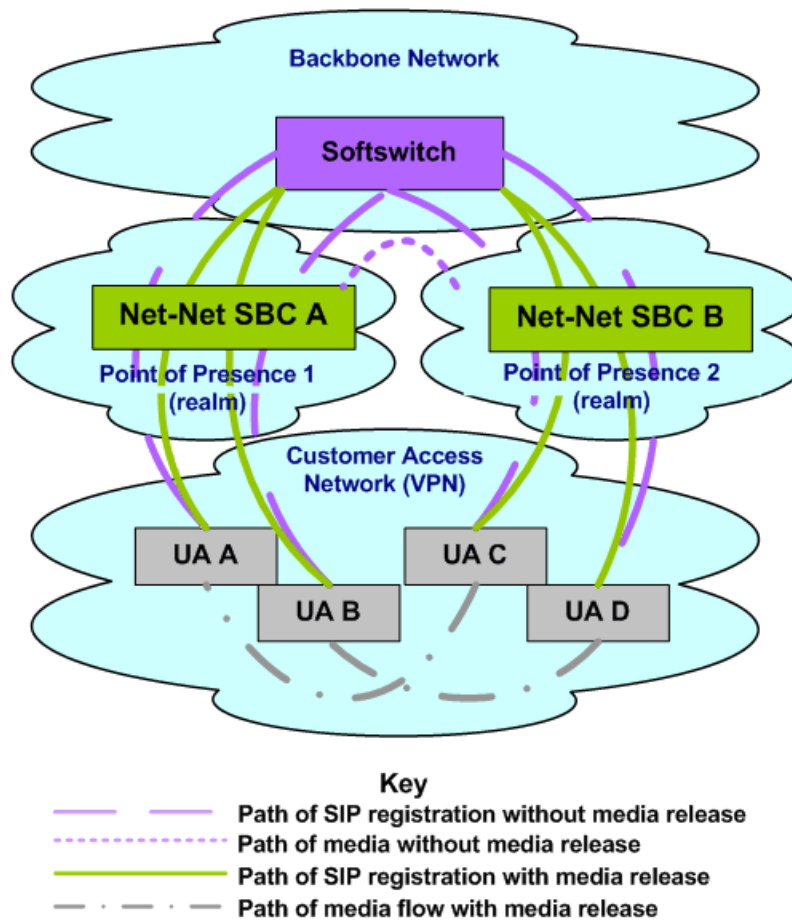 Backbone Network
Softswitch
Net-Net SBC A
Net-Net SBC B
Point of Presence 1
(realm)
Point of Presence 2
(realm)
Customer Access
Network (VPN)
UA A
UA C
UA B
UA D
Key
Path of SIP registration without media release
Path of media without media release
Path of SIP registration with media release
Path of media flow with media release